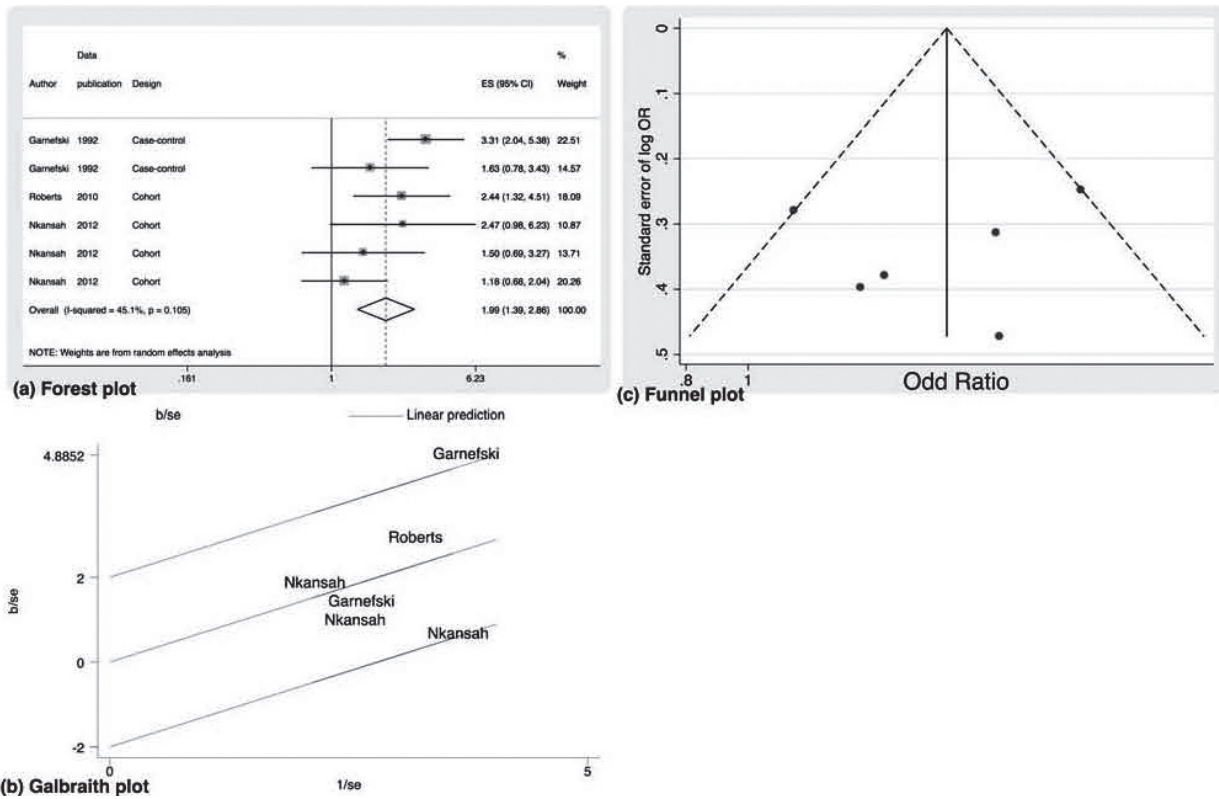 Data %
Author publication Design ES (95% CI) Weight
Garnefski 1992 Case-control 3.31 (2.04, 5.38) 22.51
Garnefski 1992 Case-control 1.63 (0.78, 3.43) 14.57
Roberts 2010 Cohort 2.44 (1.32, 4.51) 18.09
Nkansah 2012 Cohort 2.47 (0.98, 6.23) 10.87
Nkansah 2012 Cohort 1.50 (0.69, 3.27) 13.71
Nkansah 2012 Cohort 1.18 (0.68, 2.04) 20.26
Overall (I-squared = 45.1%, p = 0.105) 1.99 (1.39, 2.86) 100.00
NOTE: Weights are from random effects analysis
.161 1 6.23
(a) Forest plot
0
.1
.2
.3
.4
.5
Standard error of log OR
.8 1
Odd Ratio
(c) Funnel plot
b/se Linear prediction
4.8852
2
0
-2
b/se
Garnefski
Roberts
Nkansah
Garnefski
Nkansah
Nkansah
0 5
1/se
(b) Galbraith plot